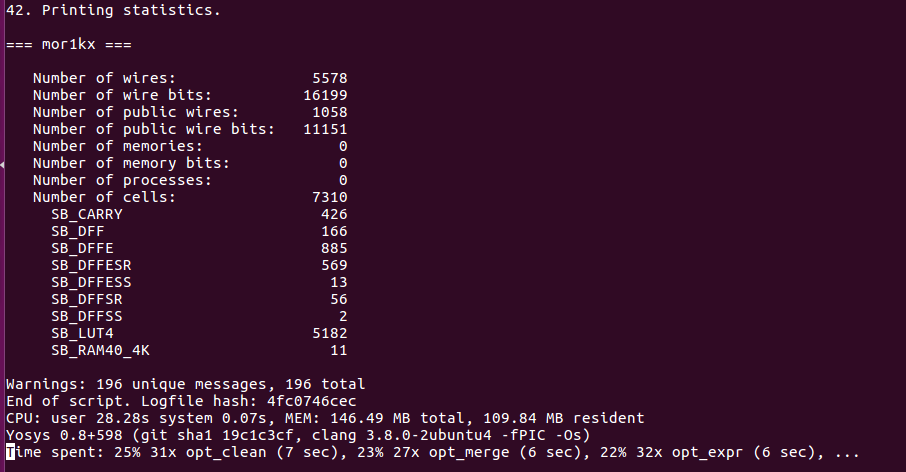 42. Printing statistics.
=== mor1kx ===
Number of wires: 5578
Number of wire bits: 16199
Number of public wires: 1058
Number of public wire bits: 11151
Number of memories: 0
Number of memory bits: 0
Number of processes: 0
Number of cells: 7310
SB_CARRY 426
SB_DFF 166
SB_DFFE 885
SB_DFFESR 569
SB_DFFESS 13
SB_DFFSR 56
SB_DFFSS 2
SB_LUT4 5182
SB_RAM40_4K 11
Warnings: 196 unique messages, 196 total
End of script. Logfile hash: 4fc0746cec
CPU: user 28.28s system 0.07s, MEM: 146.49 MB total, 109.84 MB resident
Yosys 0.8+598 (git sha1 19c1c3cf, clang 3.8.0-2ubuntu4 -fPIC -Os)
Time spent: 25% 31x opt_clean (7 sec), 23% 27x opt_merge (6 sec), 22% 32x opt_expr (6 sec), ...